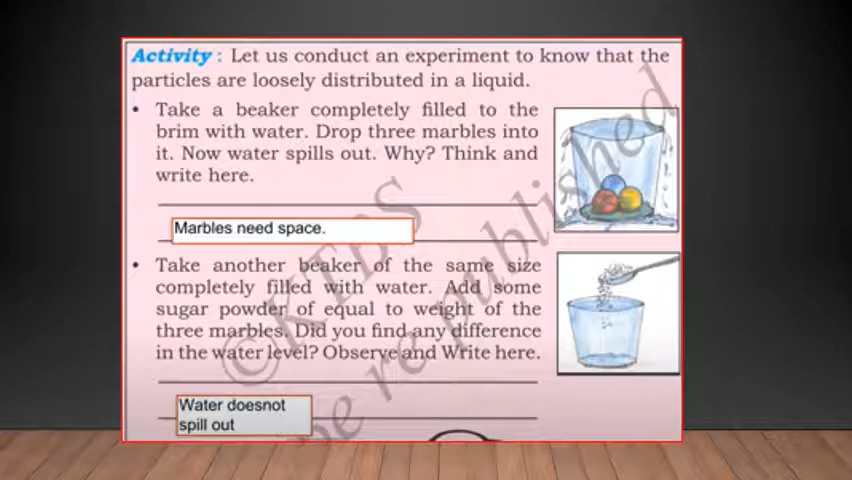 Activity : Let us conduct an experiment to know that the
particles are loosely distributed in a liquid.
• Take a beaker completely filled to the
brim with water. Drop three marbles into
it. Now water spills out. Why? Think and
write here.
Marbles need space.
• Take another beaker of the same size
completely filled with water. Add some
sugar powder of equal to weight of the
three marbles. Did you find any difference
in the water level? Observe and Write here.
Water doesnot
spill out
©KTBS
be re published